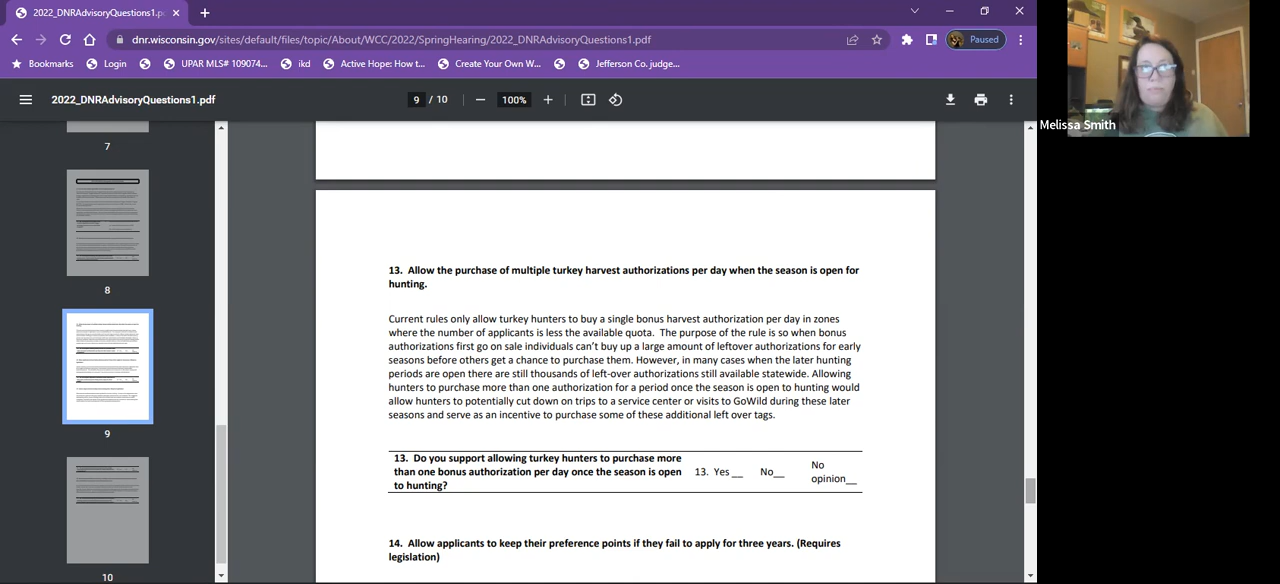 2022_DNRAdvisoryQuestions1.p
dnr.wisconsin.gov/sites/default/files/topic/About/WCC/2022/SpringHearing/2022_DNRAdvisoryQuestions1.pdf
Paused
Bookmarks
Login
UPAR MLS# 109074...
ikd
Active Hope: How t...
Create Your Own W...
Jefferson Co. judge...
2022_DNRAdvisoryQuestions1.pdf
9 / 10
100%
Melissa Smith
7
8
9
10
13. Allow the purchase of multiple turkey harvest authorizations per day when the season is open for
hunting.
Current rules only allow turkey hunters to buy a single bonus harvest authorization per day in zones
where the number of applicants is less the available quota. The purpose of the rule is so when bonus
authorizations first go on sale individuals can't buy up a large amount of leftover authorizations for early
seasons before others get a chance to purchase them. However, in many cases when the later hunting
periods are open there are still thousands of left-over authorizations still available statewide. Allowing
hunters to purchase more than one authorization for a period once the season is open to hunting would
allow hunters to potentially cut down on trips to a service center or visits to GoWild during these later
seasons and serve as an incentive to purchase some of these additional left over tags.
13. Do you support allowing turkey hunters to purchase more
than one bonus authorization per day once the season is open
to hunting?
13. Yes __ No__
No
opinion__
14. Allow applicants to keep their preference points if they fail to apply for three years. (Requires
legislation)